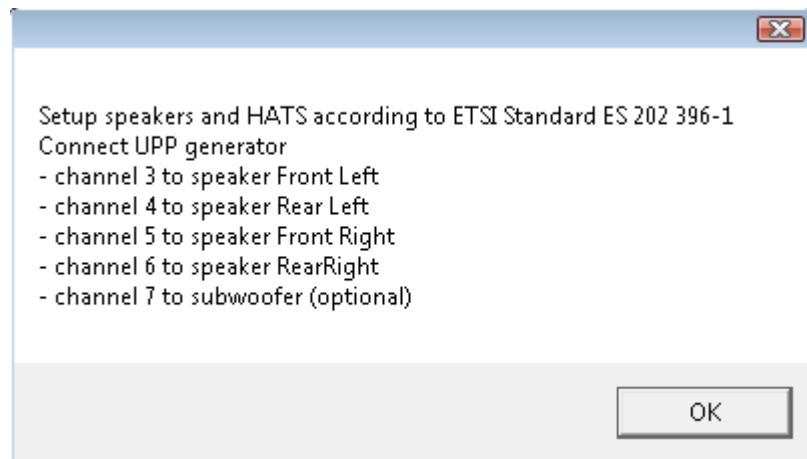 Setup speakers and HATS according to ETSI Standard ES 202 396-1
Connect UPP generator
- channel 3 to speaker Front Left
- channel 4 to speaker Rear Left
- channel 5 to speaker Front Right
- channel 6 to speaker RearRight
- channel 7 to subwoofer (optional)
OK